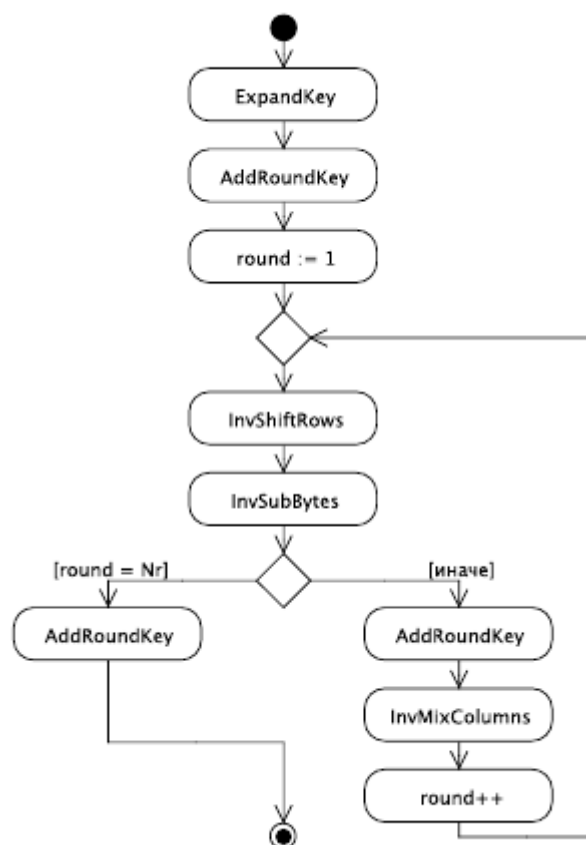 ExpandKey
AddRoundKey
round := 1
InvShiftRows
InvSubBytes
[round = Nr]
[иначе]
AddRoundKey
AddRoundKey
InvMixColumns
round++